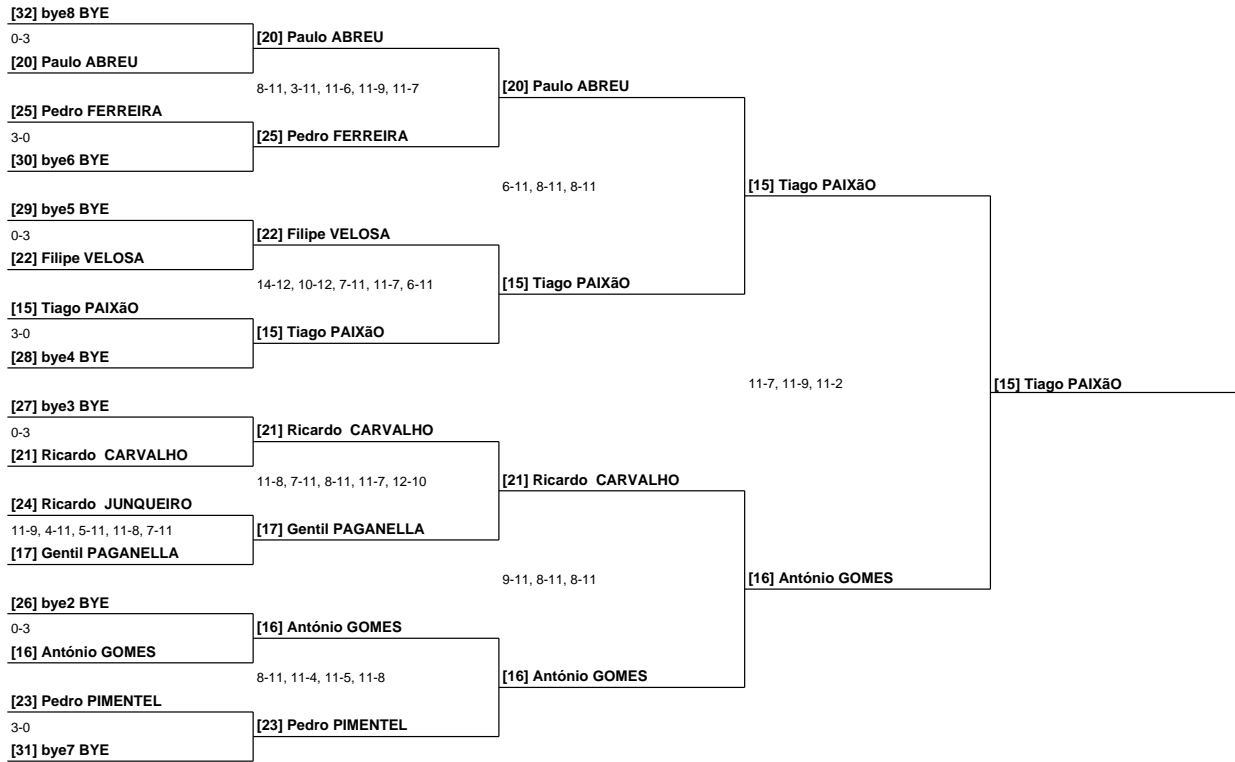 [32] bye8 BYE
0-3
[20] Paulo ABREU
[20] Paulo ABREU
8-11, 3-11, 11-6, 11-9, 11-7
[20] Paulo ABREU
[25] Pedro FERREIRA
3-0
[25] Pedro FERREIRA
[30] bye6 BYE
6-11, 8-11, 8-11
[15] Tiago PAIXãO
[29] bye5 BYE
0-3
[22] Filipe VELOSA
[22] Filipe VELOSA
14-12, 10-12, 7-11, 11-7, 6-11
[15] Tiago PAIXãO
[15] Tiago PAIXãO
3-0
[15] Tiago PAIXãO
[28] bye4 BYE
11-7, 11-9, 11-2
[15] Tiago PAIXãO
[27] bye3 BYE
0-3
[21] Ricardo  CARVALHO
[21] Ricardo  CARVALHO
11-8, 7-11, 8-11, 11-7, 12-10
[21] Ricardo  CARVALHO
[24] Ricardo  JUNQUEIRO
11-9, 4-11, 5-11, 11-8, 7-11
[17] Gentil PAGANELLA
[17] Gentil PAGANELLA
9-11, 8-11, 8-11
[16] António GOMES
[26] bye2 BYE
0-3
[16] António GOMES
[16] António GOMES
8-11, 11-4, 11-5, 11-8
[16] António GOMES
[23] Pedro PIMENTEL
3-0
[23] Pedro PIMENTEL
[31] bye7 BYE